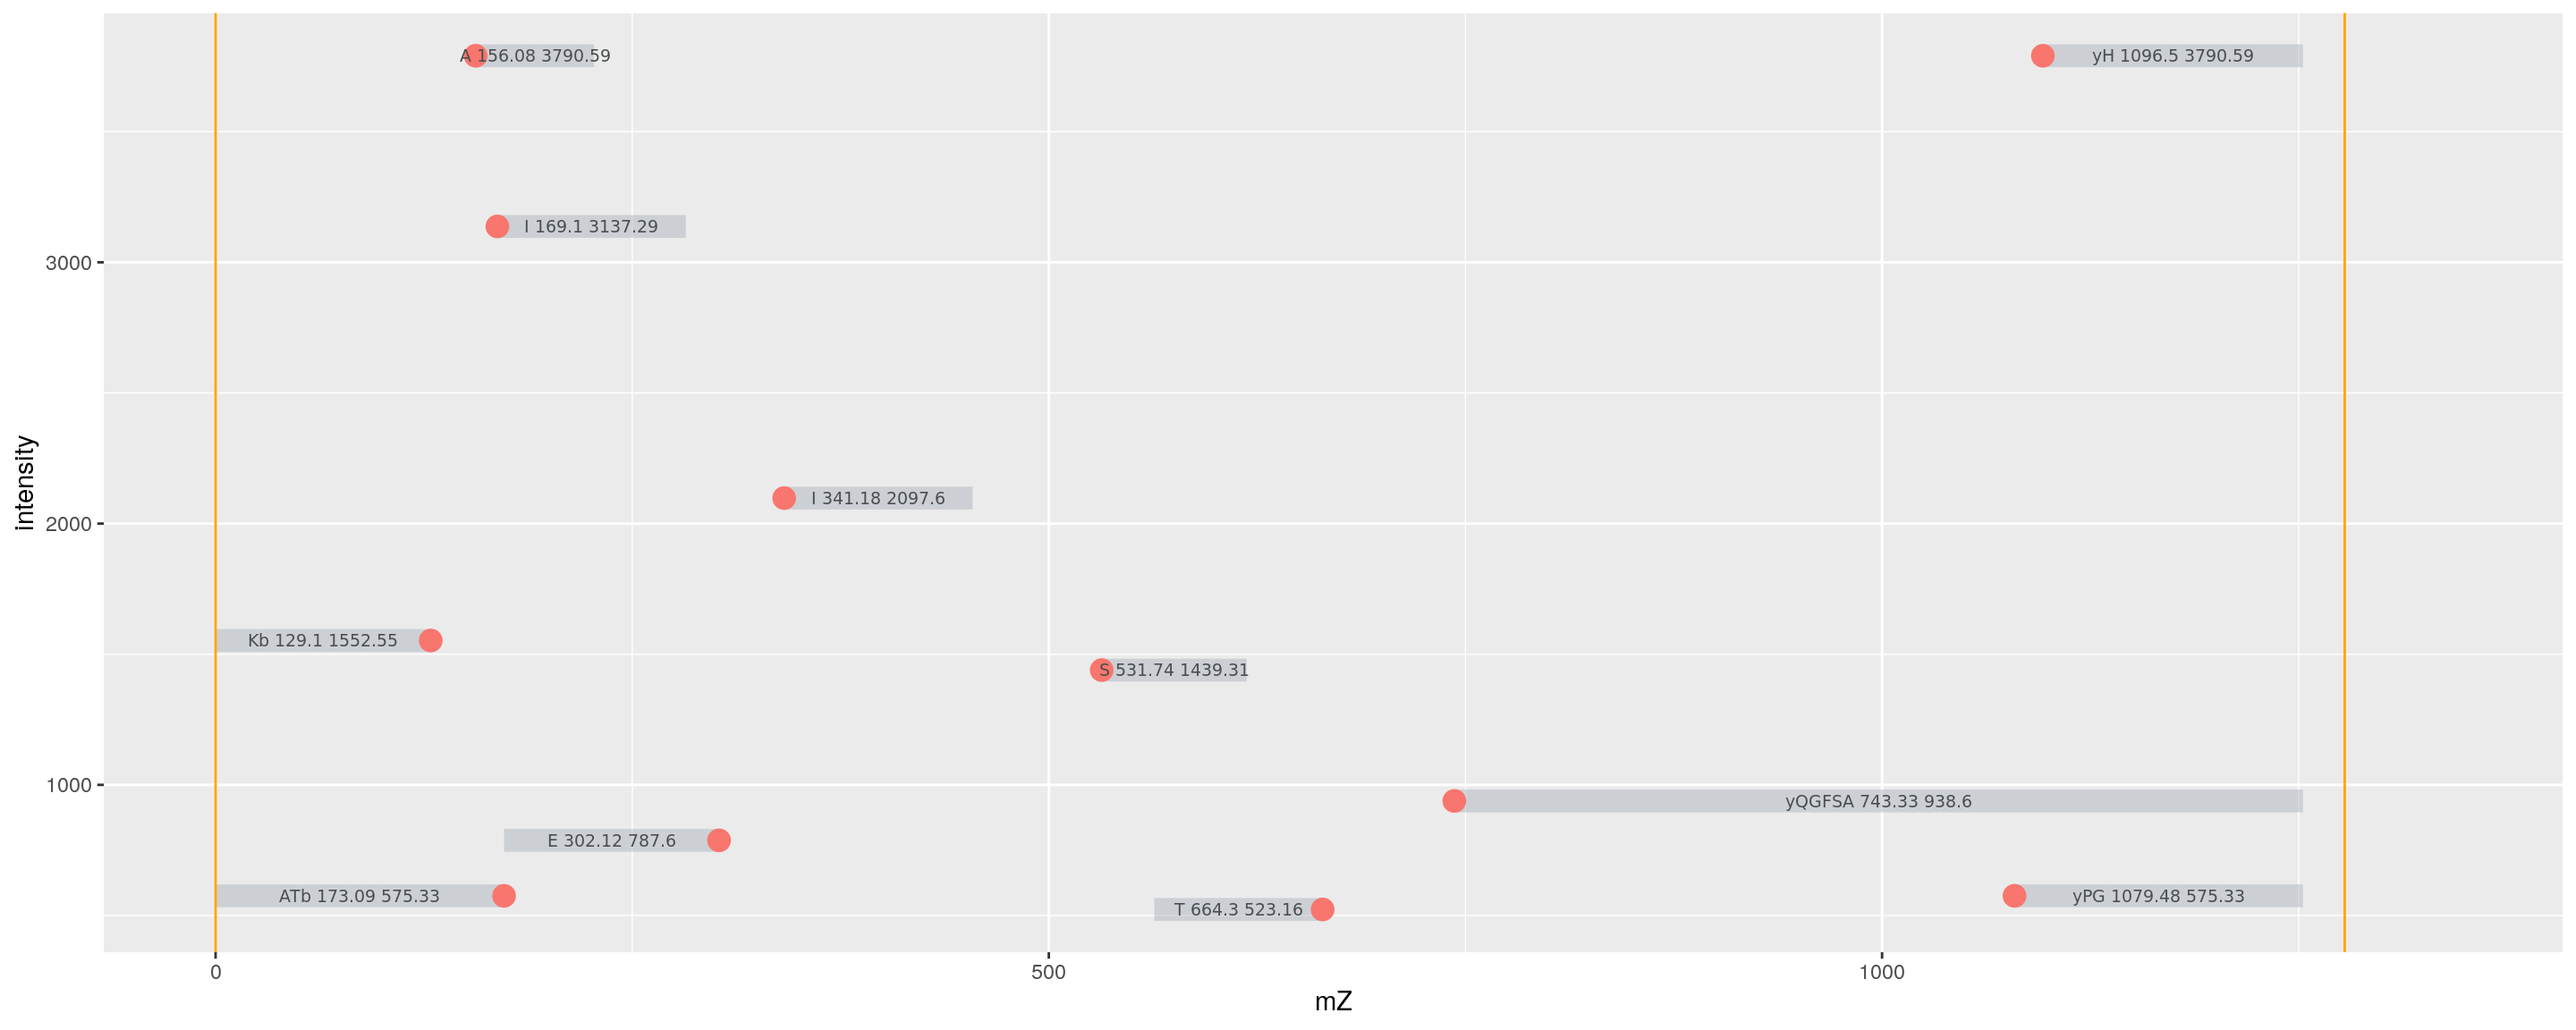 A 156.08 3790.59
yH 1096.5 3790.59
I 169.1 3137.29
3000
I 341.18 2097.6
intensity
2000
Kb 129.1 1552.55
S 531.74 1439.31
1000
yQGFSA 743.33 938.6
E 302.12 787.6
ATb 173.09 575.33
yPG 1079.48 575.33
T 664.3 523.16
0
500
1000
mZ